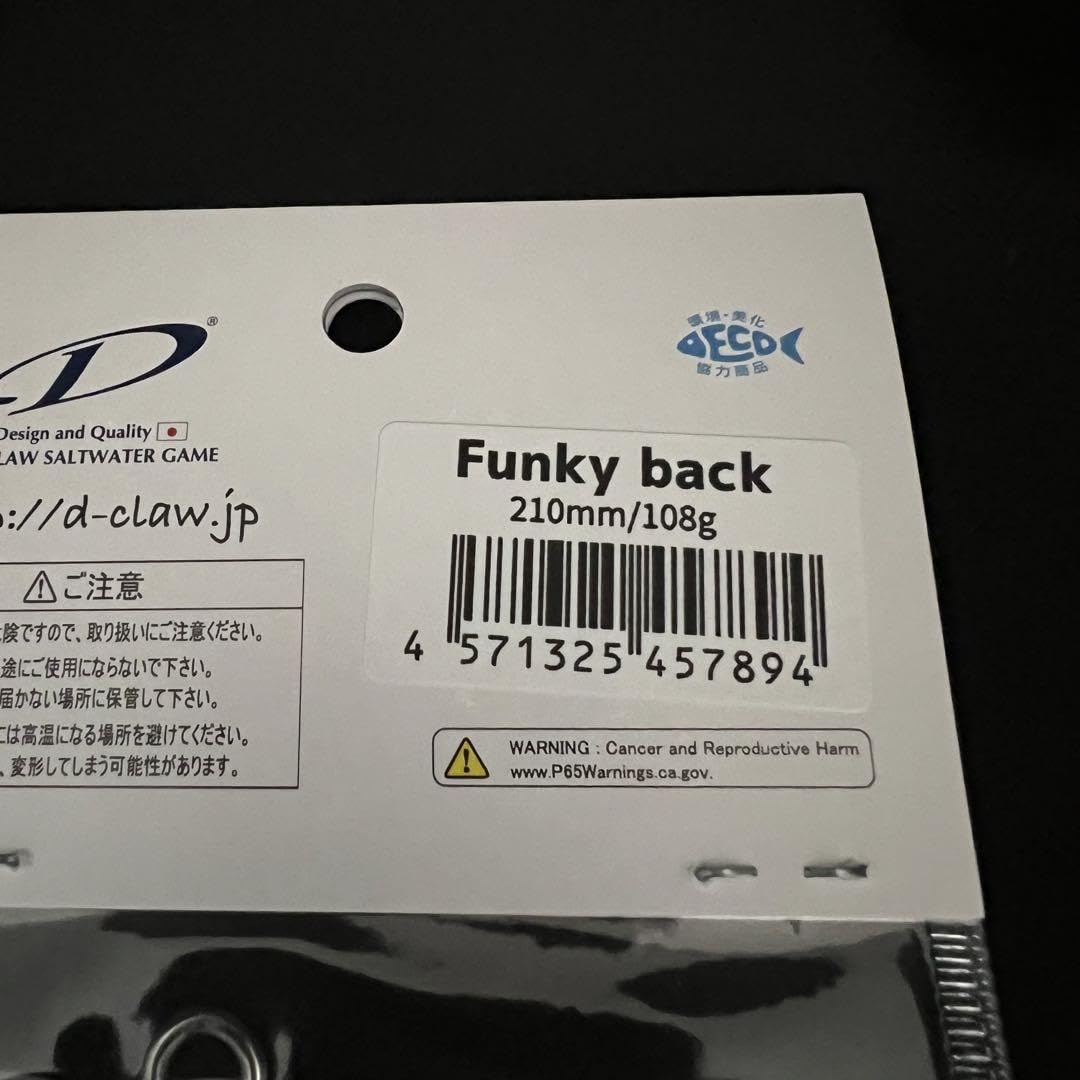 ®
Design and Quality
LAW SALTWATER GAME
://d-claw.jp
ご注意
険ですので、取り扱いにご注意ください。
途にご使用にならないで下さい。
届かない場所に保管して下さい。
には高温になる場所を避けてください。
、変形してしまう可能性があります。
環境・美化
DECO
協力商品
Funky back
210mm/108g
4 571325 457894
WARNING : Cancer and Reproductive Harm
www.P65Warnings.ca.gov.